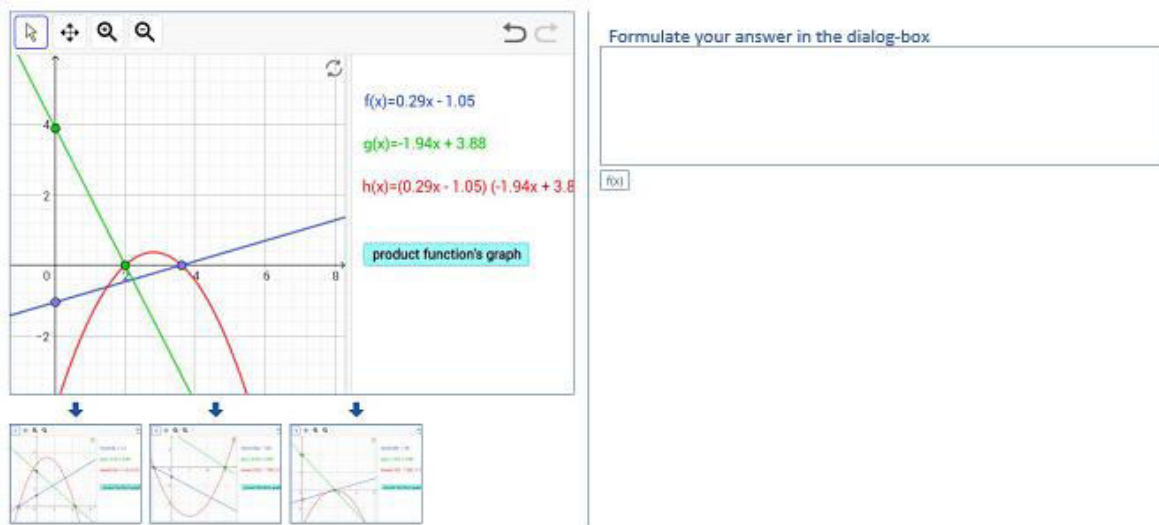 Formulate your answer in the dialog-box
f(x)=0.29x - 1.05
g(x)=-1.94x + 3.88
h(x)=(0.29x - 1.05) (-1.94x + 3.8
product function's graph
f(x)
4
2
0
2
4
6
8
-2